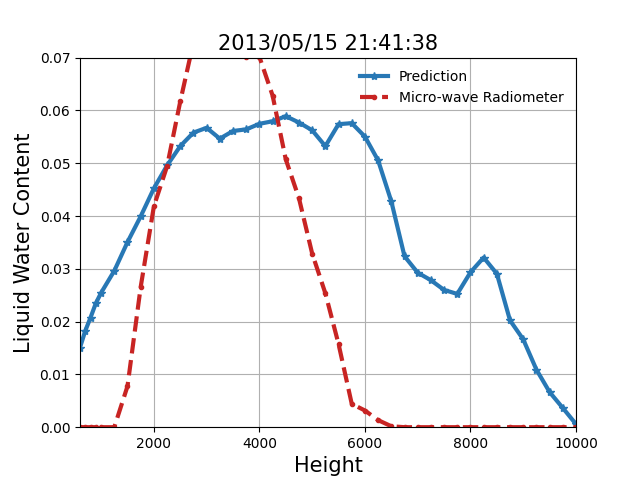 2013/05/15 21:41:38
Prediction
Micro-wave Radiometer
Liquid Water Content
0.07
0.06
0.05
0.04
0.03
0.02
0.01
0.00
2000 4000 6000 8000 10000
Height